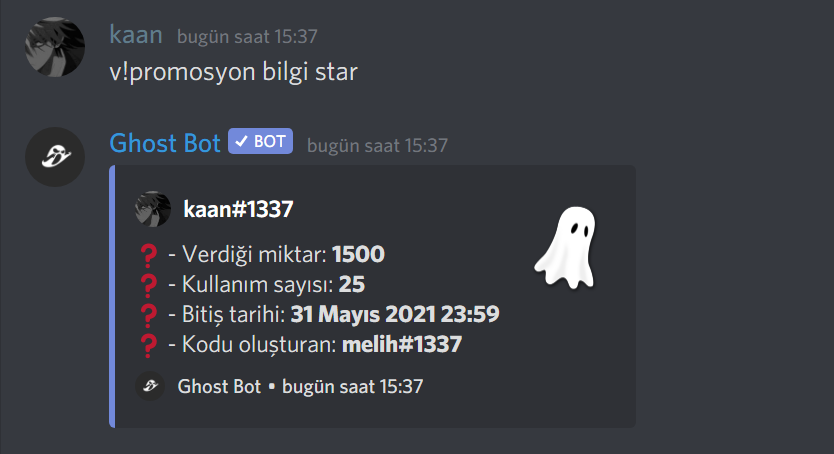 kaan bugün saat 15:37
v!promosyon bilgi star
Ghost Bot ✓ BOT bugün saat 15:37
kaan#1337
❓ - Verdiği miktar: 1500
❓ - Kullanım sayısı: 25
❓ - Bitiş tarihi: 31 Mayıs 2021 23:59
❓ - Kodu oluşturan: melih#1337
Ghost Bot • bugün saat 15:37